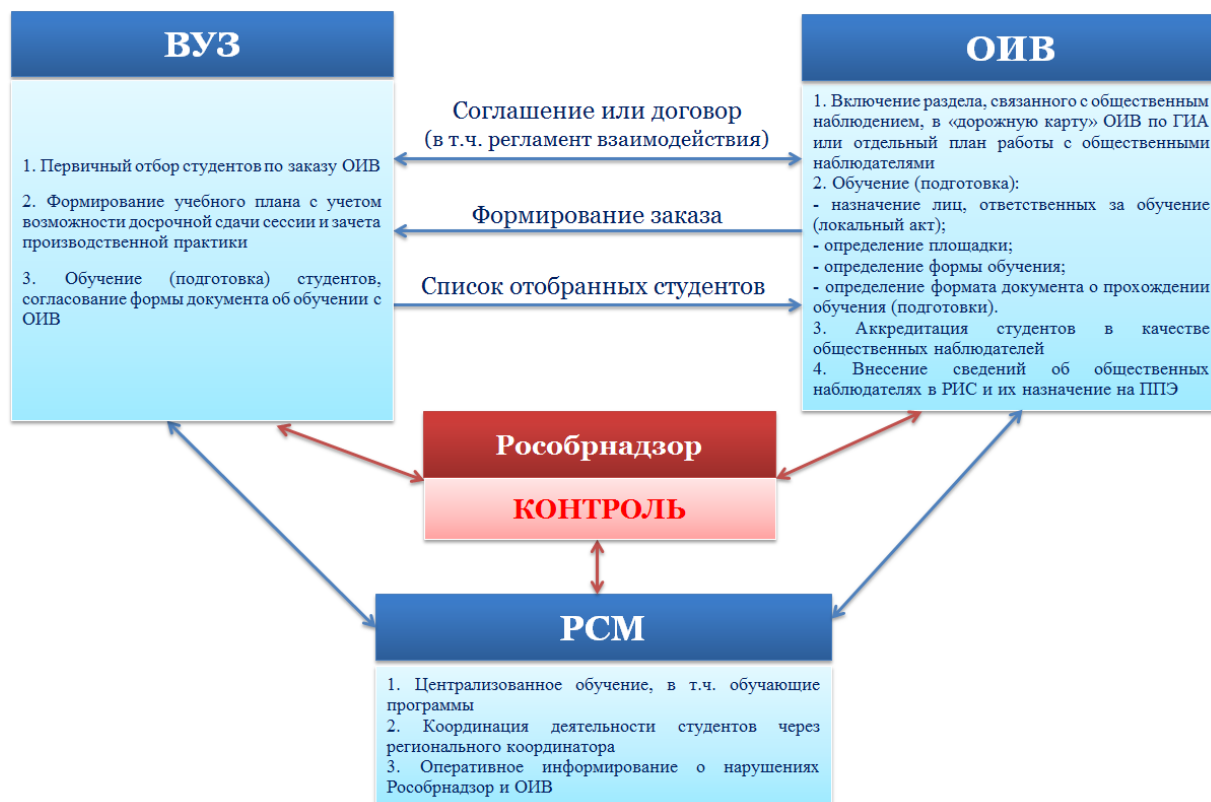 ВУЗ
1. Первичный отбор студентов по заказу ОИВ
2. Формирование учебного плана с учетом
возможности досрочной сдачи сессии и зачета
производственной практики
3. Обучение (подготовка) студентов,
согласование формы документа об обучении с
ОИВ
Соглашение или договор
(в т.ч. регламент взаимодействия)
Формирование заказа
Список отобранных студентов
ОИВ
1. Включение раздела, связанного с общественным
наблюдением, в «дорожную карту» ОИВ по ГИА
или отдельный план работы с общественными
наблюдателями
2. Обучение (подготовка):
- назначение лиц, ответственных за обучение
(локальный акт);
- определение площадки;
- определение формы обучения;
- определение формата документа о прохождении
обучения (подготовки).
3. Аккредитация студентов в качестве
общественных наблюдателей
4. Внесение сведений об общественных
наблюдателях в РИС и их назначение на ППЭ
Рособрнадзор
КОНТРОЛЬ
РСМ
1. Централизованное обучение, в т.ч. обучающие
программы
2. Координация деятельности студентов через
регионального координатора
3. Оперативное информирование о нарушениях
Рособрнадзор и ОИВ